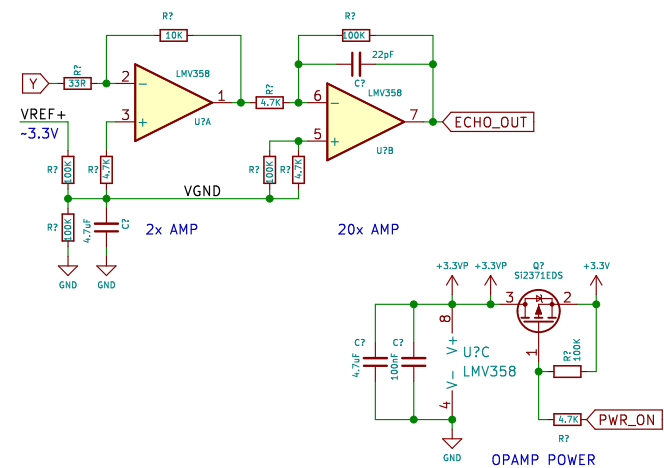 R?
10K
R?
100K
22pF
C?
Y
R?
33R
2
3
LMV358
1
U?A
R?
4.7K
6
5
LMV358
7
U?B
ECHO_OUT
VREF+
~3.3V
R?
100K
R?
4.7K
R?
100K
R?
4.7K
VGND
R?
100K
4.7uF
C?
2x AMP
20x AMP
GND
GND
+3.3VP
+3.3VP
Q?
Si2371EDS
+3.3V
3
2
1
8
C?
4.7uF
C?
100nF
V+
V-
U?C
LMV358
4
R?
100K
4.7K
R?
PWR_ON
GND
OPAMP POWER